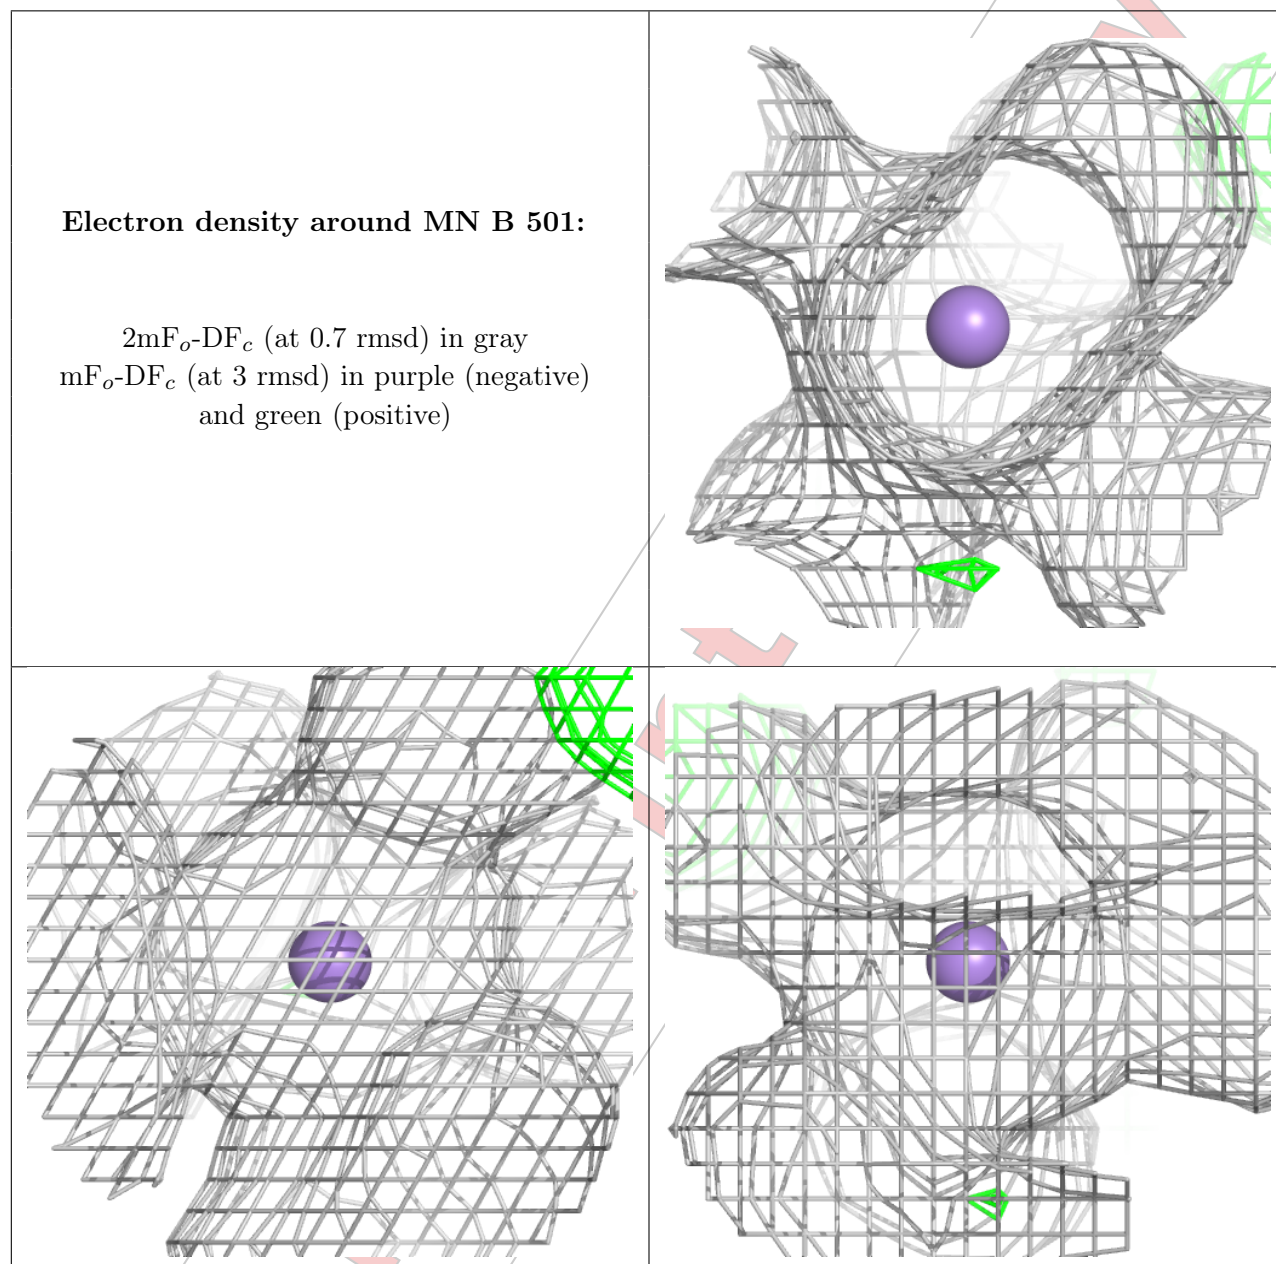 Electron density around MN B 501:
2mFo-DFc (at 0.7 rmsd) in gray
mFo-DFc (at 3 rmsd) in purple (negative)
and green (positive)